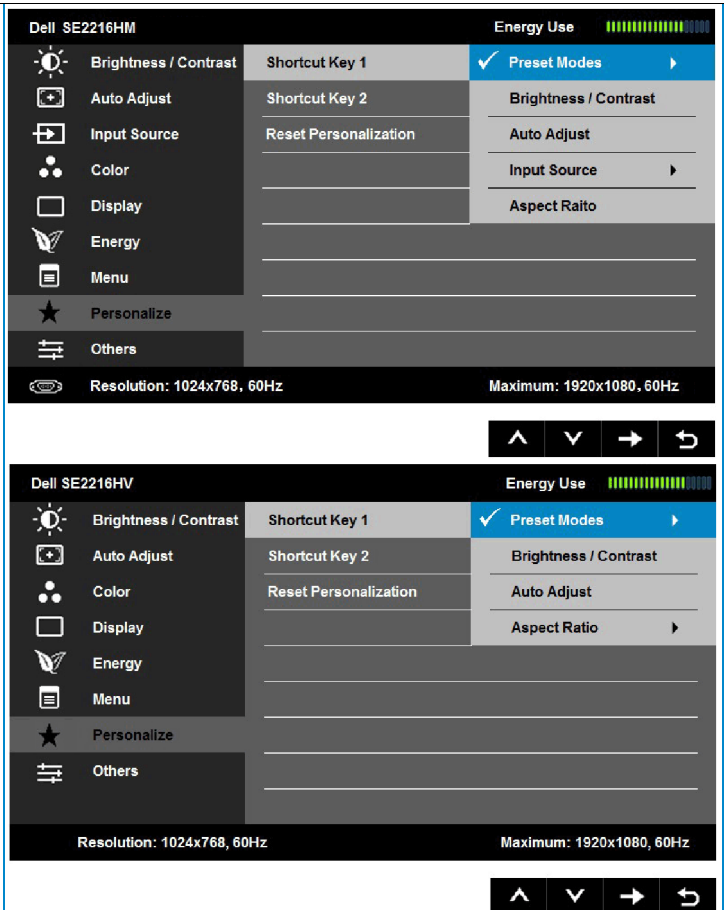 Dell SE2216HM Energy Use
Brightness / Contrast Shortcut Key 1 Preset Modes
Auto Adjust Shortcut Key 2 Brightness / Contrast
Input Source Reset Personalization Auto Adjust
Color Input Source
Display Aspect Raito
Energy
Menu
Personalize
Others
Resolution: 1024x768, 60Hz Maximum: 1920x1080, 60Hz
Dell SE2216HV Energy Use
Brightness / Contrast Shortcut Key 1 Preset Modes
Auto Adjust Shortcut Key 2 Brightness / Contrast
Color Reset Personalization Auto Adjust
Display Aspect Ratio
Energy
Menu
Personalize
Others
Resolution: 1024x768, 60Hz Maximum: 1920x1080, 60Hz